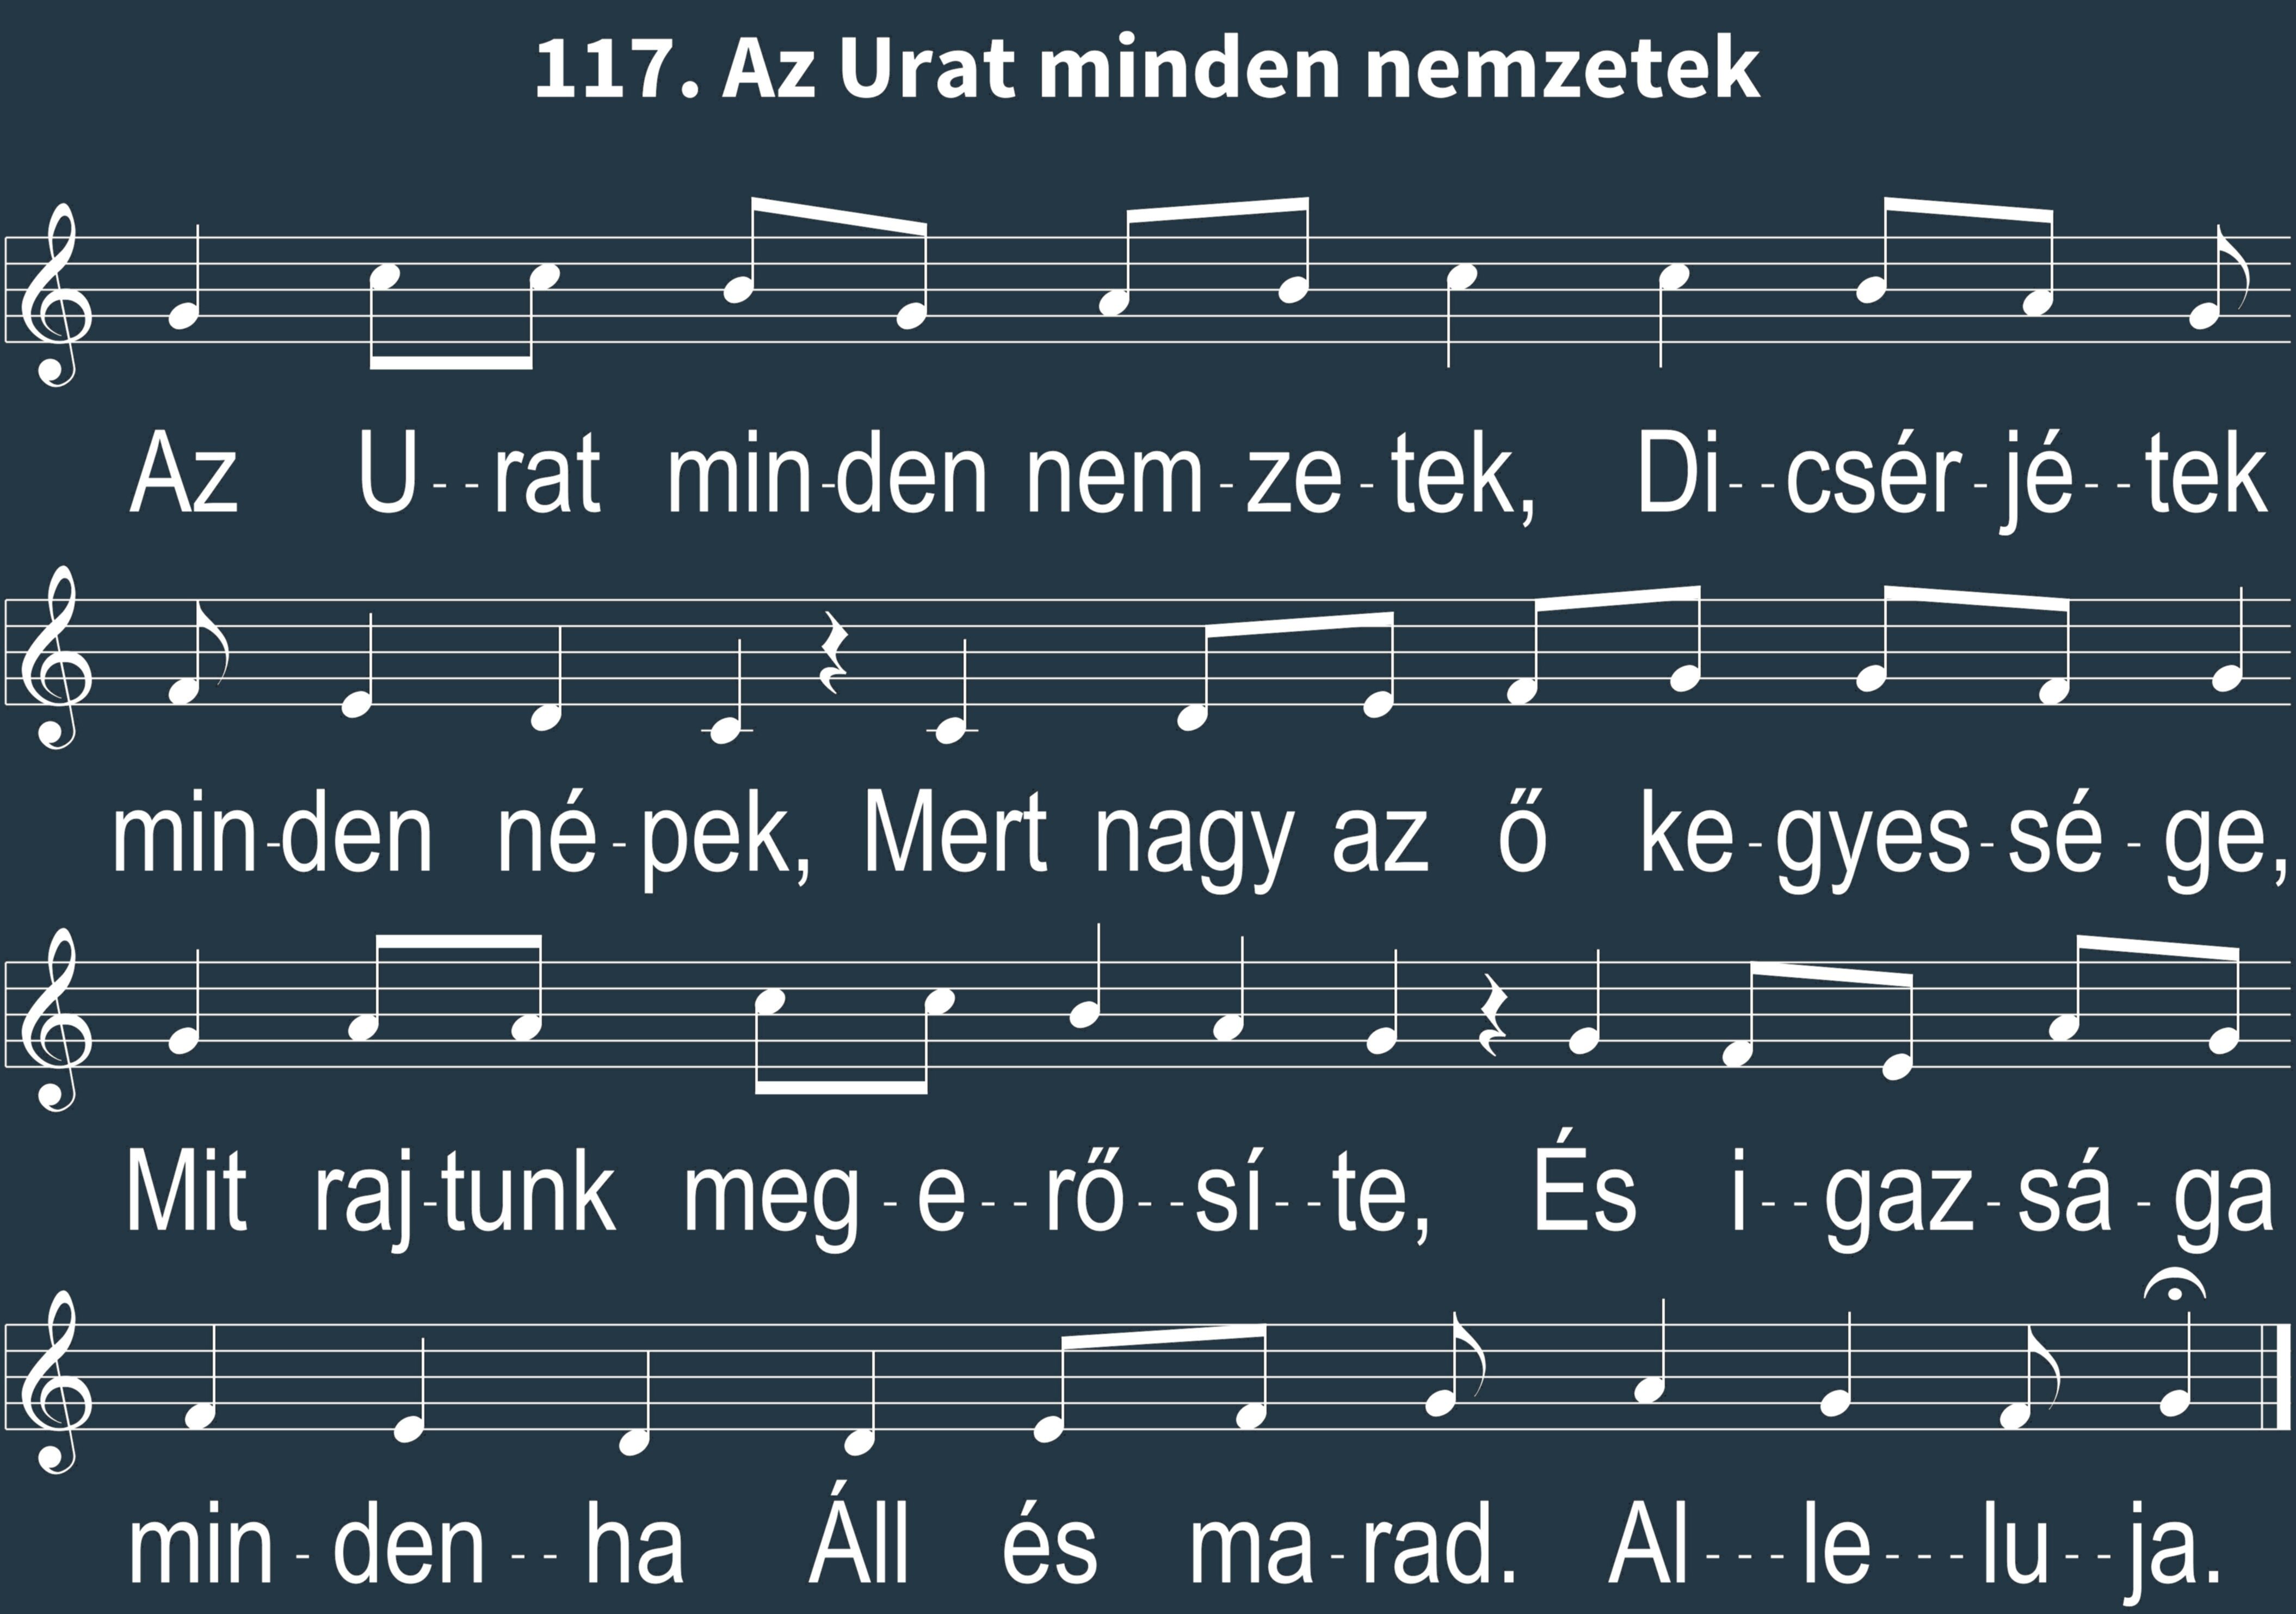 117. Az Urat minden nemzetek
Az U--rat min-den nem-ze-tek, Di--csér-jé--tek
min-den né-pek, Mert nagy az ő ke-gyes-sé-ge,
Mit raj-tunk meg-e--rő--sí--te, És i--gaz-sá-ga
min-den--ha Áll és ma-rad. Al---le---lu--ja.